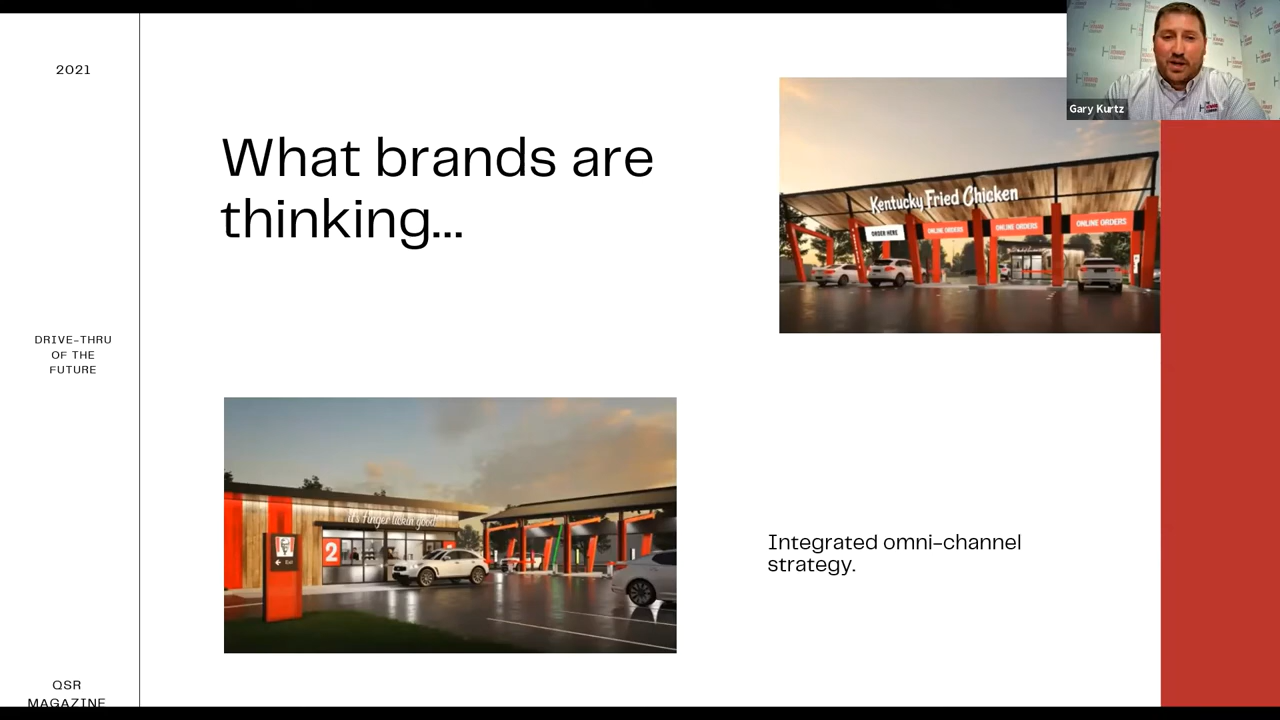 2021
What brands are
thinking...
DRIVE-THRU
OF THE
FUTURE
QSR
MAGAZINE
Kentucky Fried Chicken
ORDER HERE
ONLINE ORDERS
ONLINE ORDERS
ONLINE ORDERS
Gary Kurtz
it's finger lickin' good
2
Exit
Integrated omni-channel
strategy.